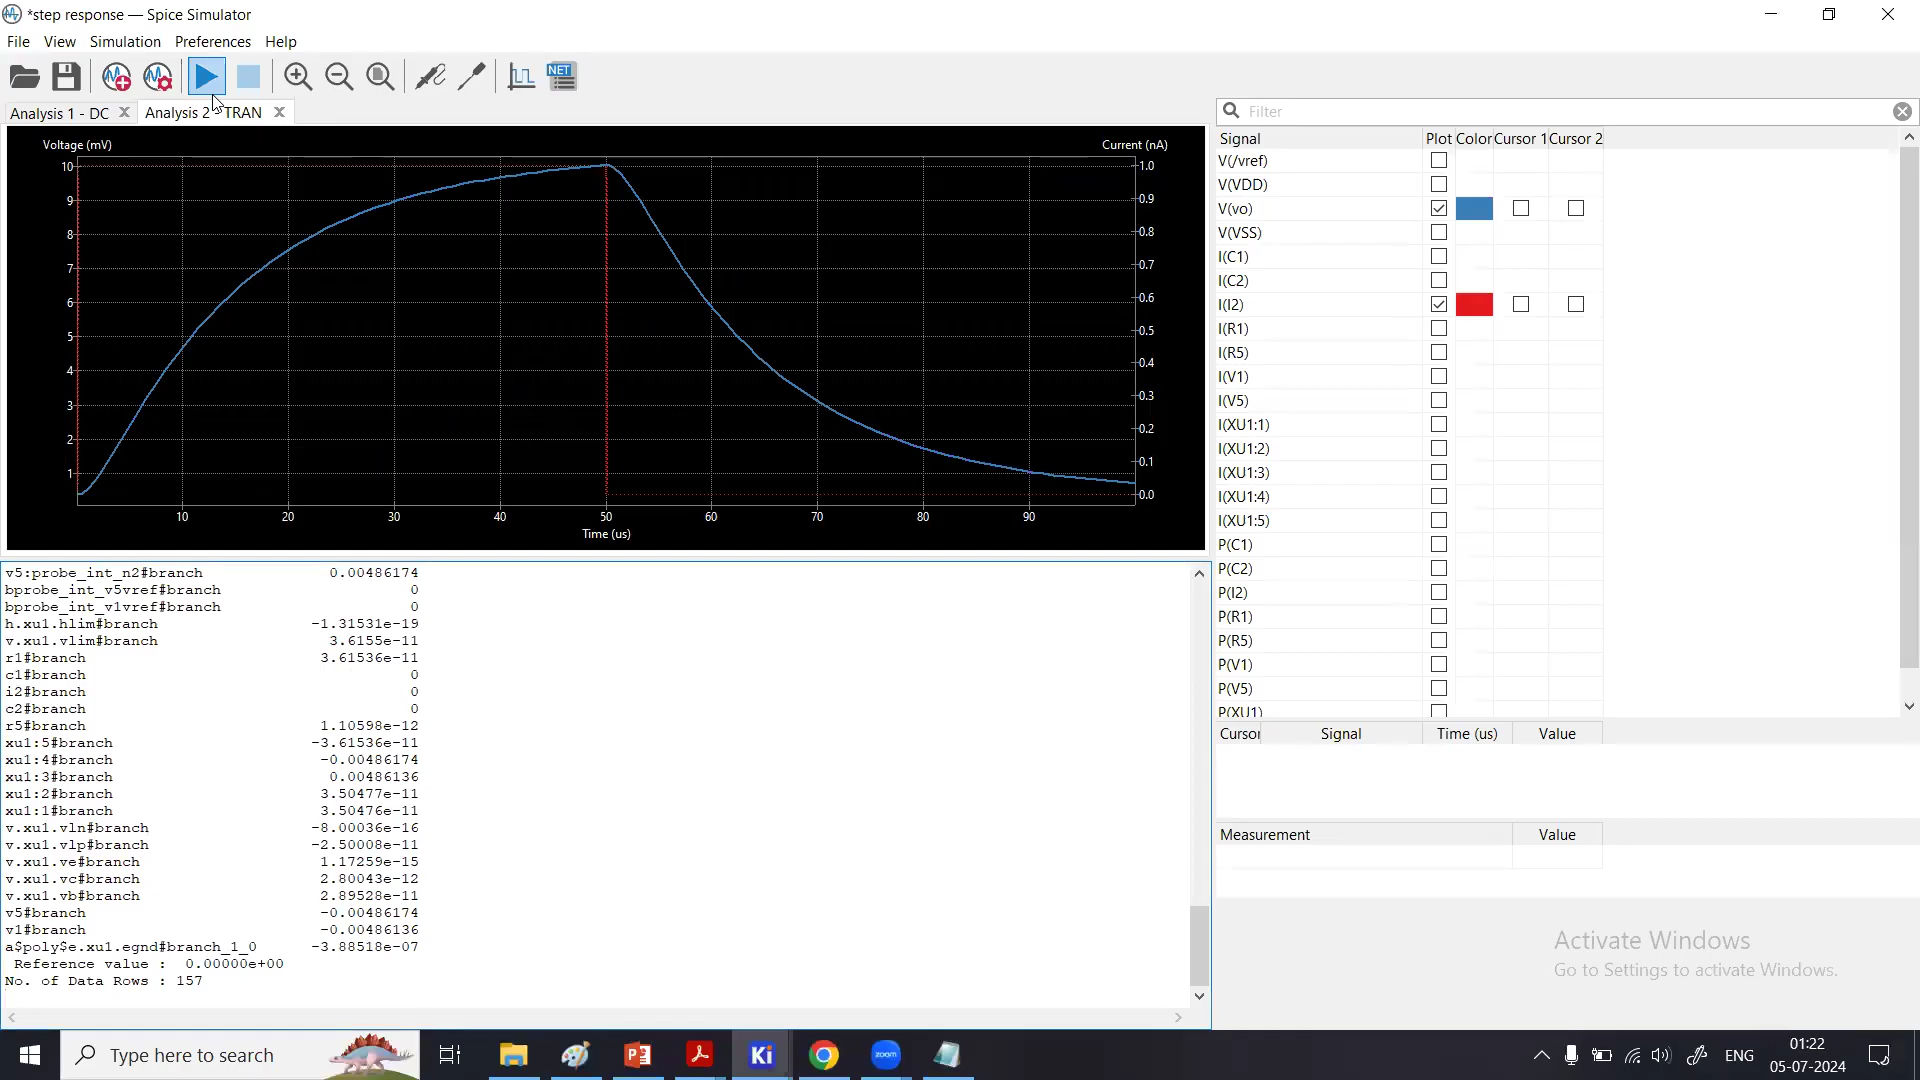 *step response — Spice Simulator
File View Simulation Preferences Help
NET
Analysis 1 - DC
Analysis 2 TRAN
Filter
Signal Plot Color Cursor 1 Cursor 2
V(/vref)
V(VDD)
V(vo)
V(VSS)
I(C1)
I(C2)
I(I2)
I(R1)
I(R5)
I(V1)
I(V5)
I(XU1:1)
I(XU1:2)
I(XU1:3)
I(XU1:4)
I(XU1:5)
P(C1)
P(C2)
P(I2)
P(R1)
P(R5)
P(V1)
P(V5)
P(XU1)
Cursor Signal Time (us) Value
Measurement Value
Voltage (mV)
Current (nA)
10
9
8
7
6
5
4
3
2
1
1.0
0.9
0.8
0.7
0.6
0.5
0.4
0.3
0.2
0.1
0.0
10 20 30 40 50 60 70 80 90
Time (us)
v5:probe_int_n2#branch 0.00486174
bprobe_int_v5vref#branch 0
bprobe_int_v1vref#branch 0
h.xu1.hlim#branch -1.31531e-19
v.xu1.vlim#branch 3.6155e-11
r1#branch 3.61536e-11
c1#branch 0
i2#branch 0
c2#branch 0
r5#branch 1.10598e-12
xu1:5#branch -3.61536e-11
xu1:4#branch -0.00486174
xu1:3#branch 0.00486136
xu1:2#branch 3.50477e-11
xu1:1#branch 3.50476e-11
v.xu1.vln#branch -8.00036e-16
v.xu1.vlp#branch -2.50008e-11
v.xu1.ve#branch 1.17259e-15
v.xu1.vc#branch 2.80043e-12
v.xu1.vb#branch 2.89528e-11
v5#branch -0.00486174
v1#branch -0.00486136
a$poly$e.xu1.egnd#branch_1_0 -3.88518e-07
Reference value : 0.00000e+00
No. of Data Rows : 157
Activate Windows
Go to Settings to activate Windows.
Type here to search
Ki
zoom
ENG
01:22
05-07-2024